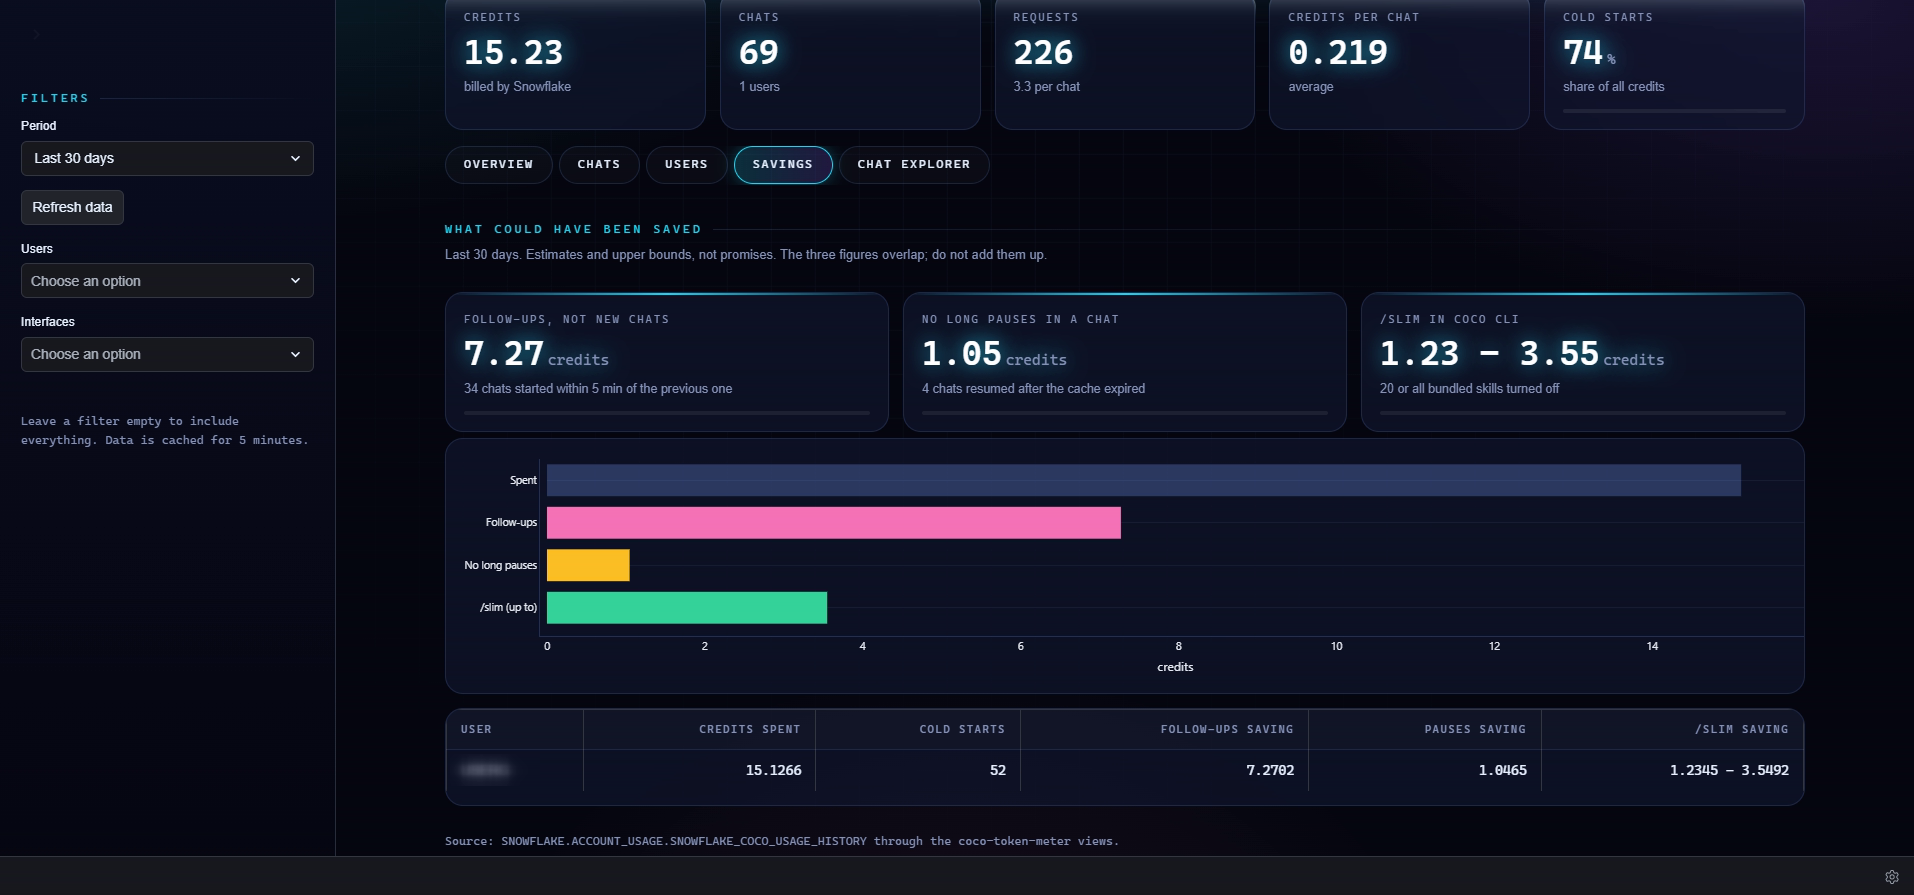 FILTERS
Period
Last 30 days
Refresh data
Users
Choose an option
Interfaces
Choose an option
Leave a filter empty to include
everything. Data is cached for 5 minutes.
CREDITS
15.23
billed by Snowflake
CHATS
69
1 users
REQUESTS
226
3.3 per chat
CREDITS PER CHAT
0.219
average
COLD STARTS
74 %
share of all credits
OVERVIEW CHATS USERS SAVINGS CHAT EXPLORER
WHAT COULD HAVE BEEN SAVED
Last 30 days. Estimates and upper bounds, not promises. The three figures overlap; do not add them up.
FOLLOW-UPS, NOT NEW CHATS
7.27 credits
34 chats started within 5 min of the previous one
NO LONG PAUSES IN A CHAT
1.05 credits
4 chats resumed after the cache expired
/SLIM IN COCO CLI
1.23 – 3.55 credits
20 or all bundled skills turned off
Spent
Follow-ups
No long pauses
/slim (up to)
0 2 4 6 8 10 12 14
credits
USER CREDITS SPENT COLD STARTS FOLLOW-UPS SAVING PAUSES SAVING /SLIM SAVING
15.1266 52 7.2702 1.0465 1.2345 – 3.5492
Source: SNOWFLAKE.ACCOUNT_USAGE.SNOWFLAKE_COCO_USAGE_HISTORY through the coco-token-meter views.